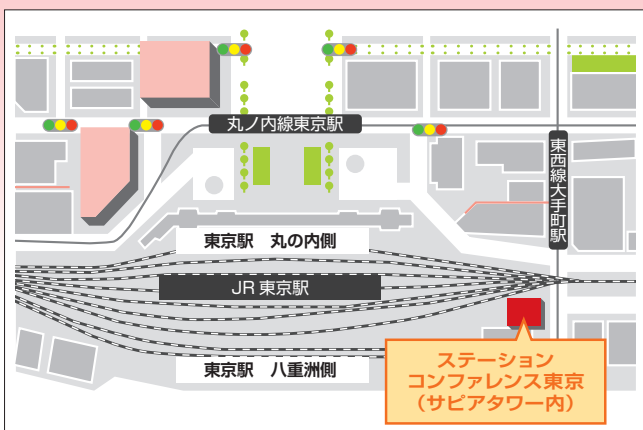 丸ノ内線東京駅
東西線大手町駅
東京駅 丸の内側
JR東京駅
東京駅 八重洲側
ステーション
コンファレンス東京
（サピアタワー内）